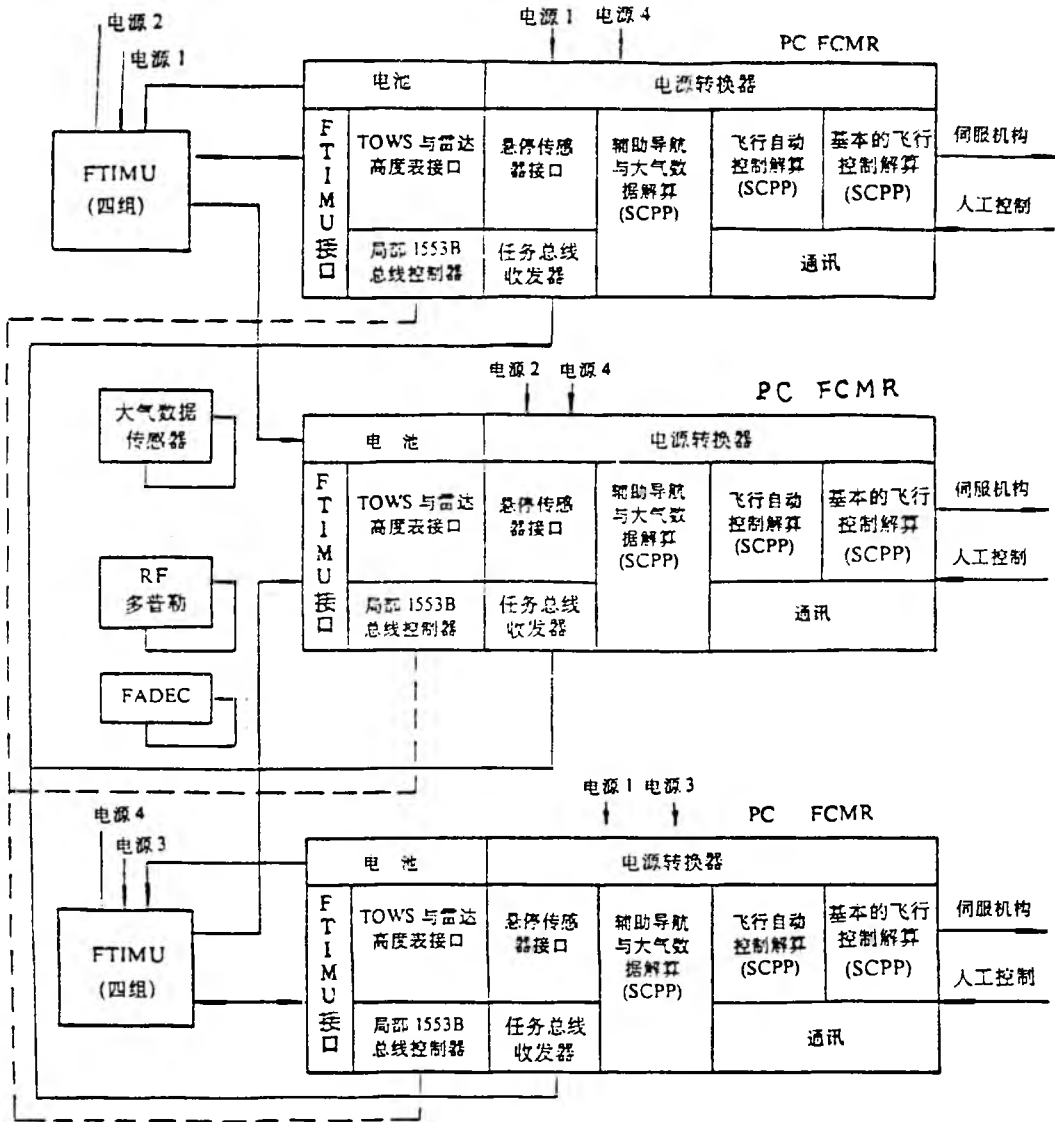 电源 2
电源 1
电源 1 电源 4
PC FCMR
电池
电源转换器
FTIMU
(四组)
FTIMU接口
TOWS 与雷达
高度表接口
悬停传感
器接口
辅助导航
与大气数
据解算
(SCPP)
飞行自动
控制解算
(SCPP)
基本的飞行
控制解算
(SCPP)
伺服机构
人工控制
局部 1553B
总线控制器
任务总线
收发器
通讯
电源 2 电源 4
PC FCMR
大气数据
传感器
电 池
电源转换器
FTIMU接口
TOWS 与雷达
高度表接口
悬停传感
器接口
辅助导航
与大气数
据解算
(SCPP)
飞行自动
控制解算
(SCPP)
基本的飞行
控制解算
(SCPP)
伺服机构
人工控制
RF
多普勒
局部 1553B
总线控制器
任务总线
收发器
通讯
FADEC
电源 1 电源 3
PC FCMR
电源 4
电源 3
电 池
电源转换器
FTIMU
(四组)
FTIMU接口
TOWS 与雷达
高度表接口
悬停传感
器接口
辅助导航
与大气数
据解算
(SCPP)
飞行自动
控制解算
(SCPP)
基本的飞行
控制解算
(SCPP)
伺服机构
人工控制
局部 1553B
总线控制器
任务总线
收发器
通讯